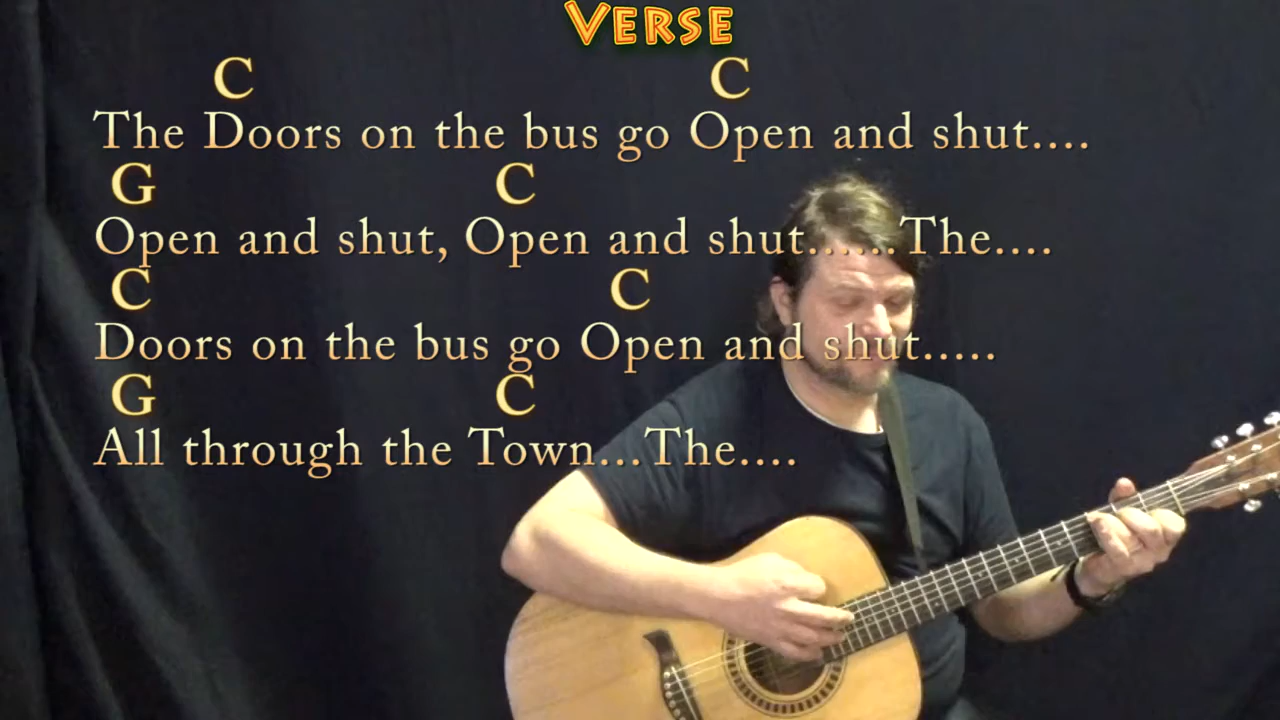 VERSE
C C
The Doors on the bus go Open and shut....
G C
Open and shut, Open and shut......The....
C C
Doors on the bus go Open and shut.....
G C
All through the Town...The....